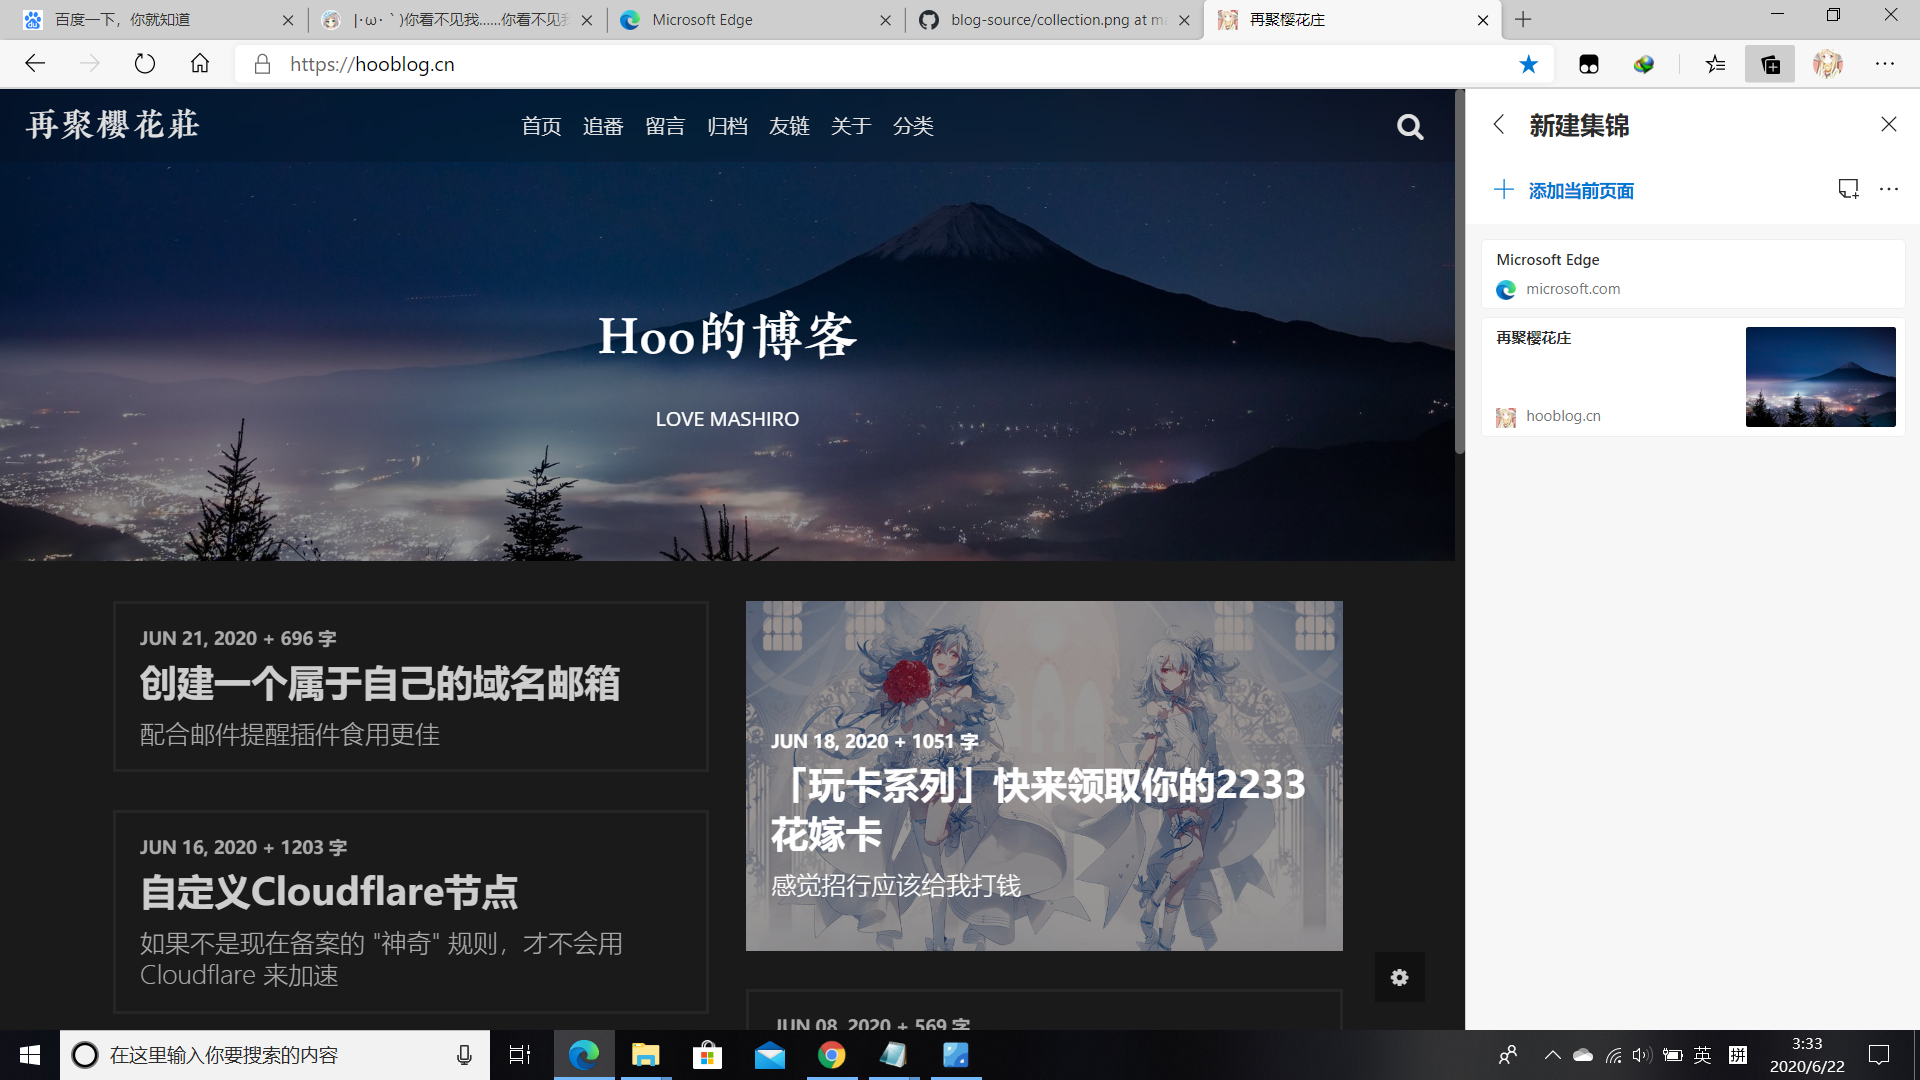 百度一下，你就知道
|·ω·｀)你看不见我……你看不见
Microsoft Edge
blog-source/collection.png at
再聚樱花庄
https://hooblog.cn
再聚櫻花莊
首页 追番 留言 归档 友链 关于 分类
Hoo的博客
LOVE MASHIRO
JUN 21, 2020 + 696 字
创建一个属于自己的域名邮箱
配合邮件提醒插件食用更佳
JUN 16, 2020 + 1203 字
自定义Cloudflare节点
如果不是现在备案的 "神奇" 规则，才不会用
Cloudflare 来加速
JUN 18, 2020 + 1051 字
「玩卡系列」快来领取你的2233
花嫁卡
感觉招行应该给我打钱
JUN 08, 2020 + 569 字
新建集锦
添加当前页面
Microsoft Edge
microsoft.com
再聚樱花庄
hooblog.cn
在这里输入你要搜索的内容
英
拼
3:33
2020/6/22